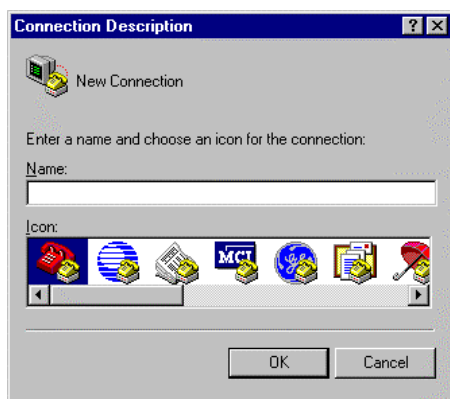 Connection Description
New Connection
Enter a name and choose an icon for the connection:
Name:
Icon:
MCI
OK
Cancel